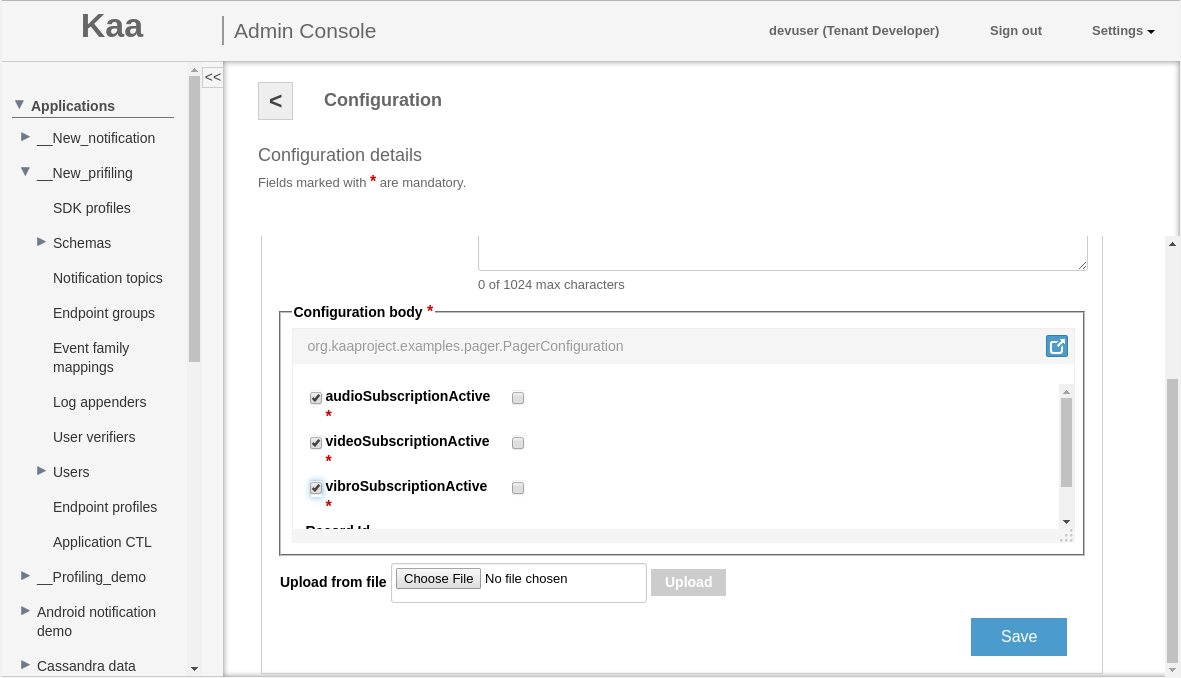 Kaa
Admin Console
devuser (Tenant Developer)
Sign out
Settings
<<
Applications
__New_notification
__New_prifiling
SDK profiles
Schemas
Notification topics
Endpoint groups
Event family
mappings
Log appenders
User verifiers
Users
Endpoint profiles
Application CTL
__Profiling_demo
Android notification
demo
Cassandra data
<
Configuration
Configuration details
Fields marked with * are mandatory.
0 of 1024 max characters
Configuration body *
org.kaaproject.examples.pager.PagerConfiguration
audioSubscriptionActive
*
videoSubscriptionActive
*
vibroSubscriptionActive
*
Record Id
Upload from file
Choose File No file chosen
Upload
Save